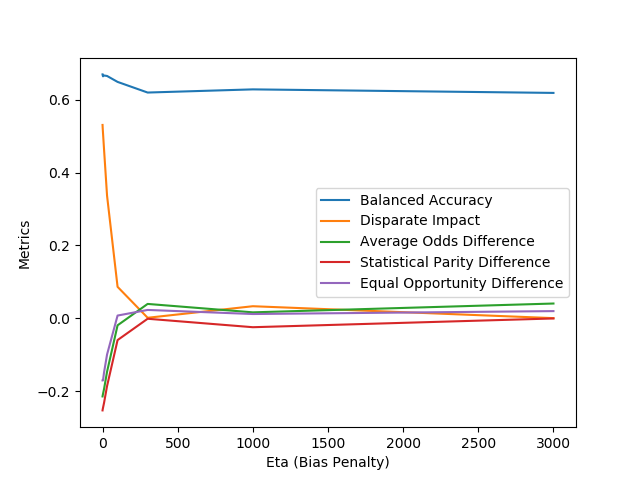 0.6
0.4
0.2
0.0
−0.2
Metrics
Balanced Accuracy
Disparate Impact
Average Odds Difference
Statistical Parity Difference
Equal Opportunity Difference
0 500 1000 1500 2000 2500 3000
Eta (Bias Penalty)